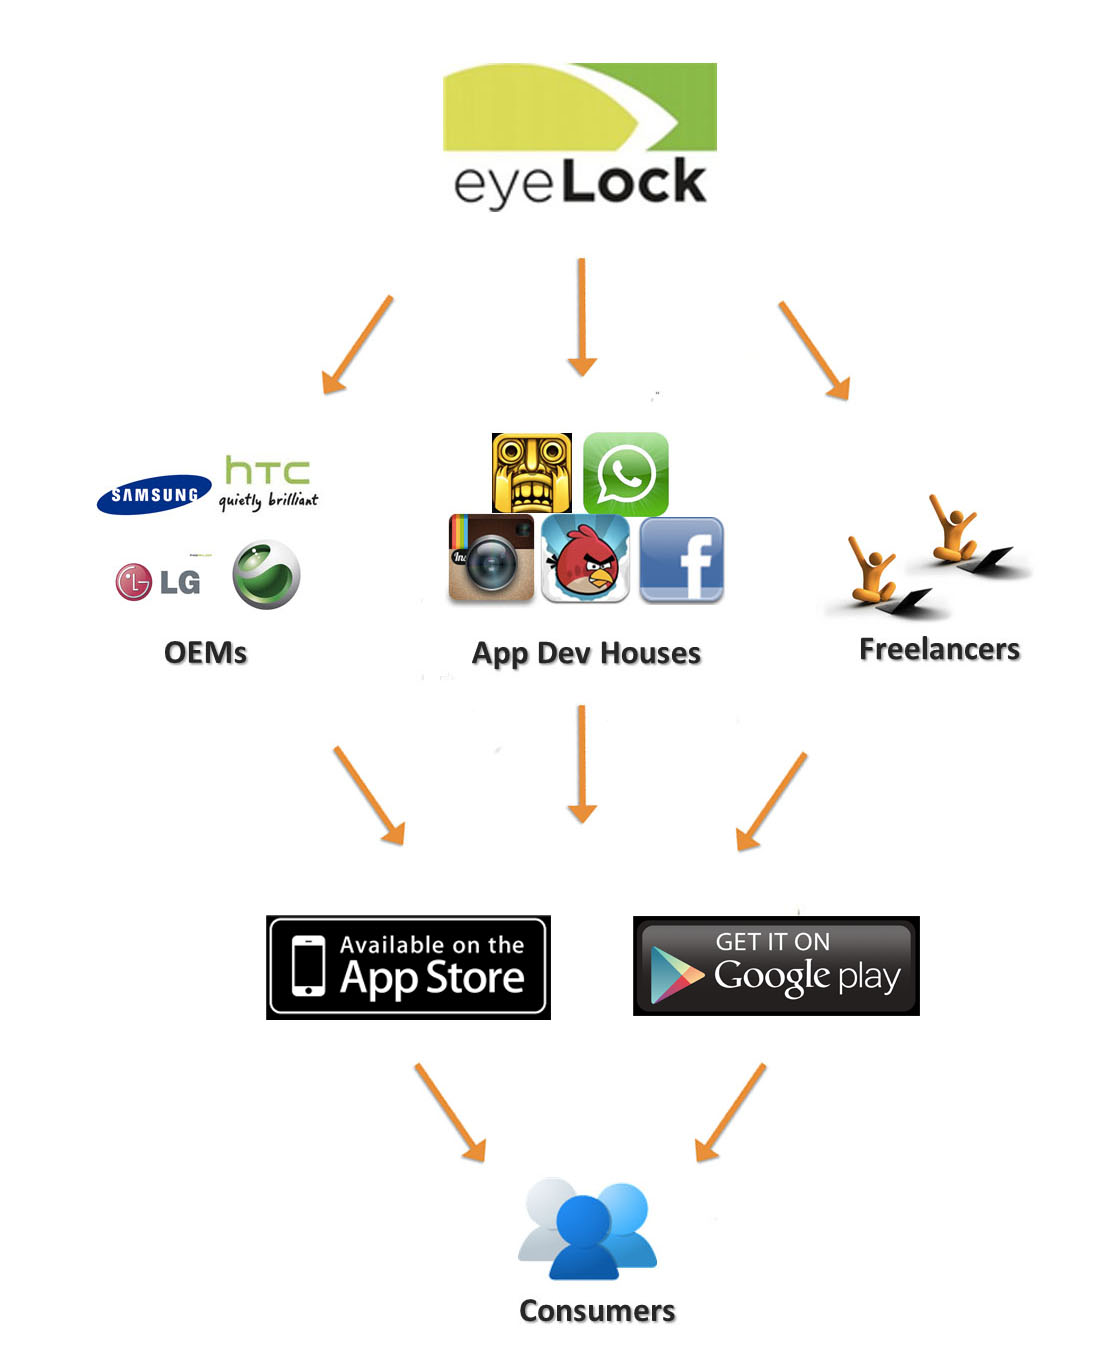 eyeLock
SAMSUNG
hTC
quietly brilliant
LG
OEMs
Ins
f
App Dev Houses
Freelancers
Available on the
App Store
GET IT ON
Google play
Consumers